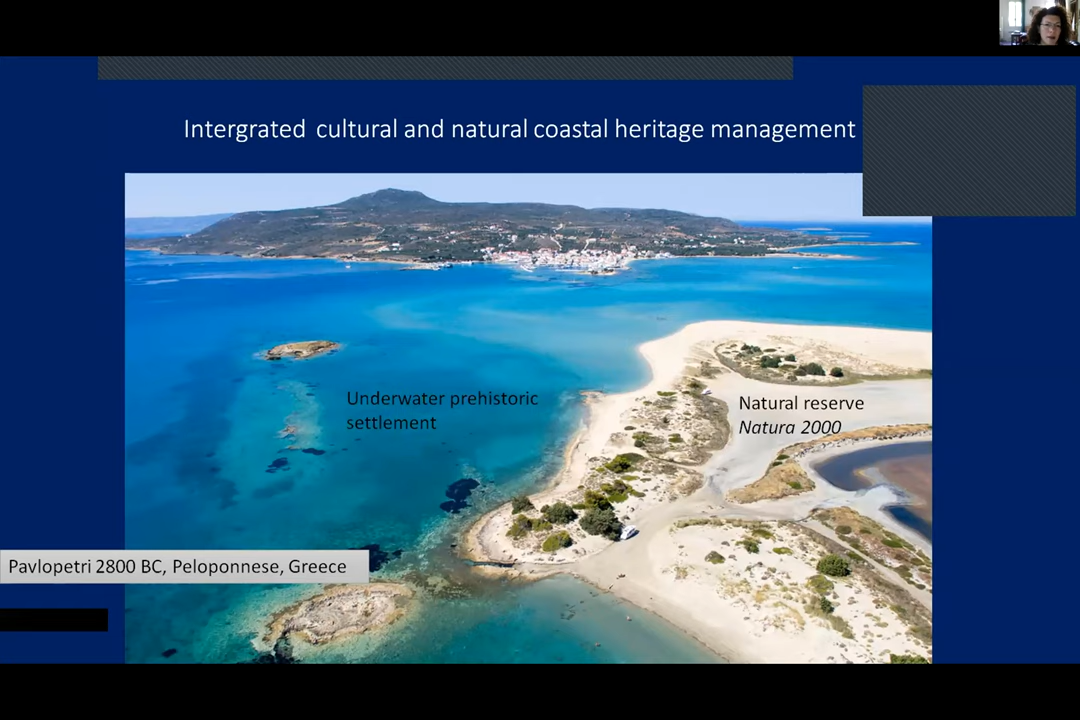 Intergrated cultural and natural coastal heritage management
Underwater prehistoric
settlement
Natural reserve
Natura 2000
Pavlopetri 2800 BC, Peloponnese, Greece